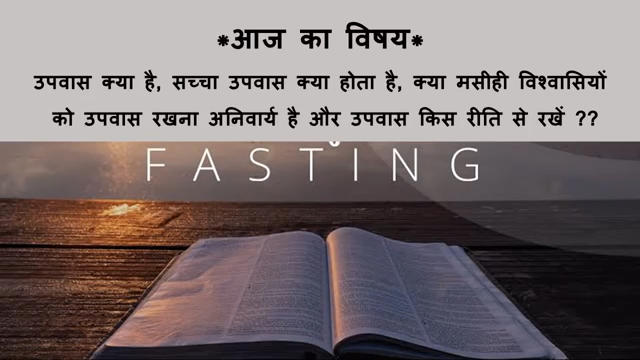 *आज का विषय*
उपवास क्या है, सच्चा उपवास क्या होता है, क्या मसीही विश्वासियों
को उपवास रखना अनिवार्य है और उपवास किस रीति से रखें ??
FASTING